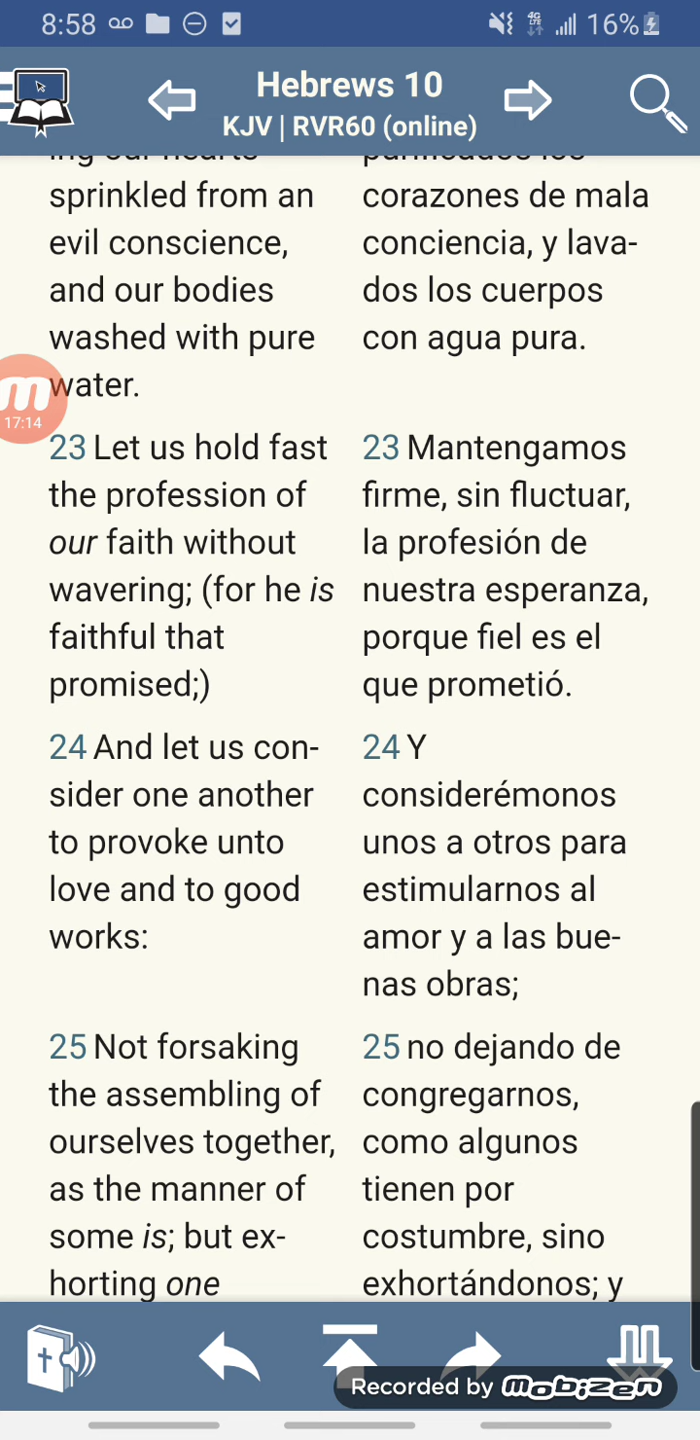 8:58
16%
Hebrews 10
KJV | RVR60 (online)
ing our hearts
sprinkled from an
evil conscience,
and our bodies
washed with pure
water.
23 Let us hold fast
the profession of
our faith without
wavering; (for he is
faithful that
promised;)
24 And let us con-
sider one another
to provoke unto
love and to good
works:
25 Not forsaking
the assembling of
ourselves together,
as the manner of
some is; but ex-
horting one
purificados los
corazones de mala
conciencia, y lava-
dos los cuerpos
con agua pura.
23 Mantengamos
firme, sin fluctuar,
la profesión de
nuestra esperanza,
porque fiel es el
que prometió.
24 Y
considerémonos
unos a otros para
estimularnos al
amor y a las bue-
nas obras;
25 no dejando de
congregarnos,
como algunos
tienen por
costumbre, sino
exhortándonos; y
m
17:14
Recorded by mobizen